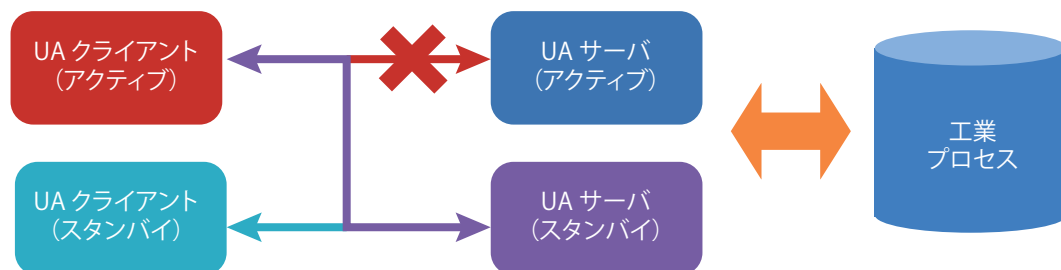 UA クライアント
（アクティブ）
UA サーバ
（アクティブ）
工業
プロセス
UA クライアント
（スタンバイ）
UA サーバ
（スタンバイ）